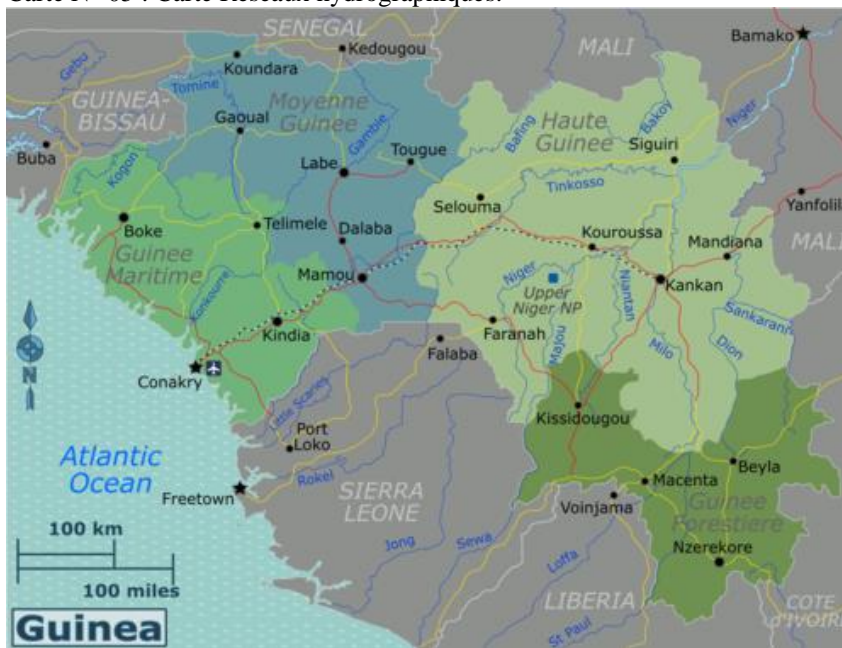 Carte N° 03 : Carte Réseaux hydrographiques.
SENEGAL
MALI
Bamako
Kedougou
Koundara
Gebu
Tomine
GUINEA-
BISSAU
Moyenne
Guinee
Gaoual
Gambie
Bafing
Haute
Guinee
Bakoy
Niger
Buba
Labe
Tougue
Siguiri
Kogon
Tinkosso
Selouma
Yanfolila
Boke
Telimele
Dalaba
Kouroussa
Mandiana
MALI
Guinee
Maritime
Mamou
Niger
Niantan
Kankan
Konkourre
Upper
Niger NP
Sankarani
Kindia
Faranah
Majou
Milo
Dion
Falaba
N
Conakry
Little Scaries
Kissidougou
Port
Loko
Atlantic
Ocean
Rokel
Beyla
Macenta
Freetown
SIERRA
LEONE
Voinjama
Guinee
Forestiere
100 km
Jong
Sewa
Loffa
Nzerekore
100 miles
LIBERIA
COTE
d'IVOIRE
St Paul
Guinea